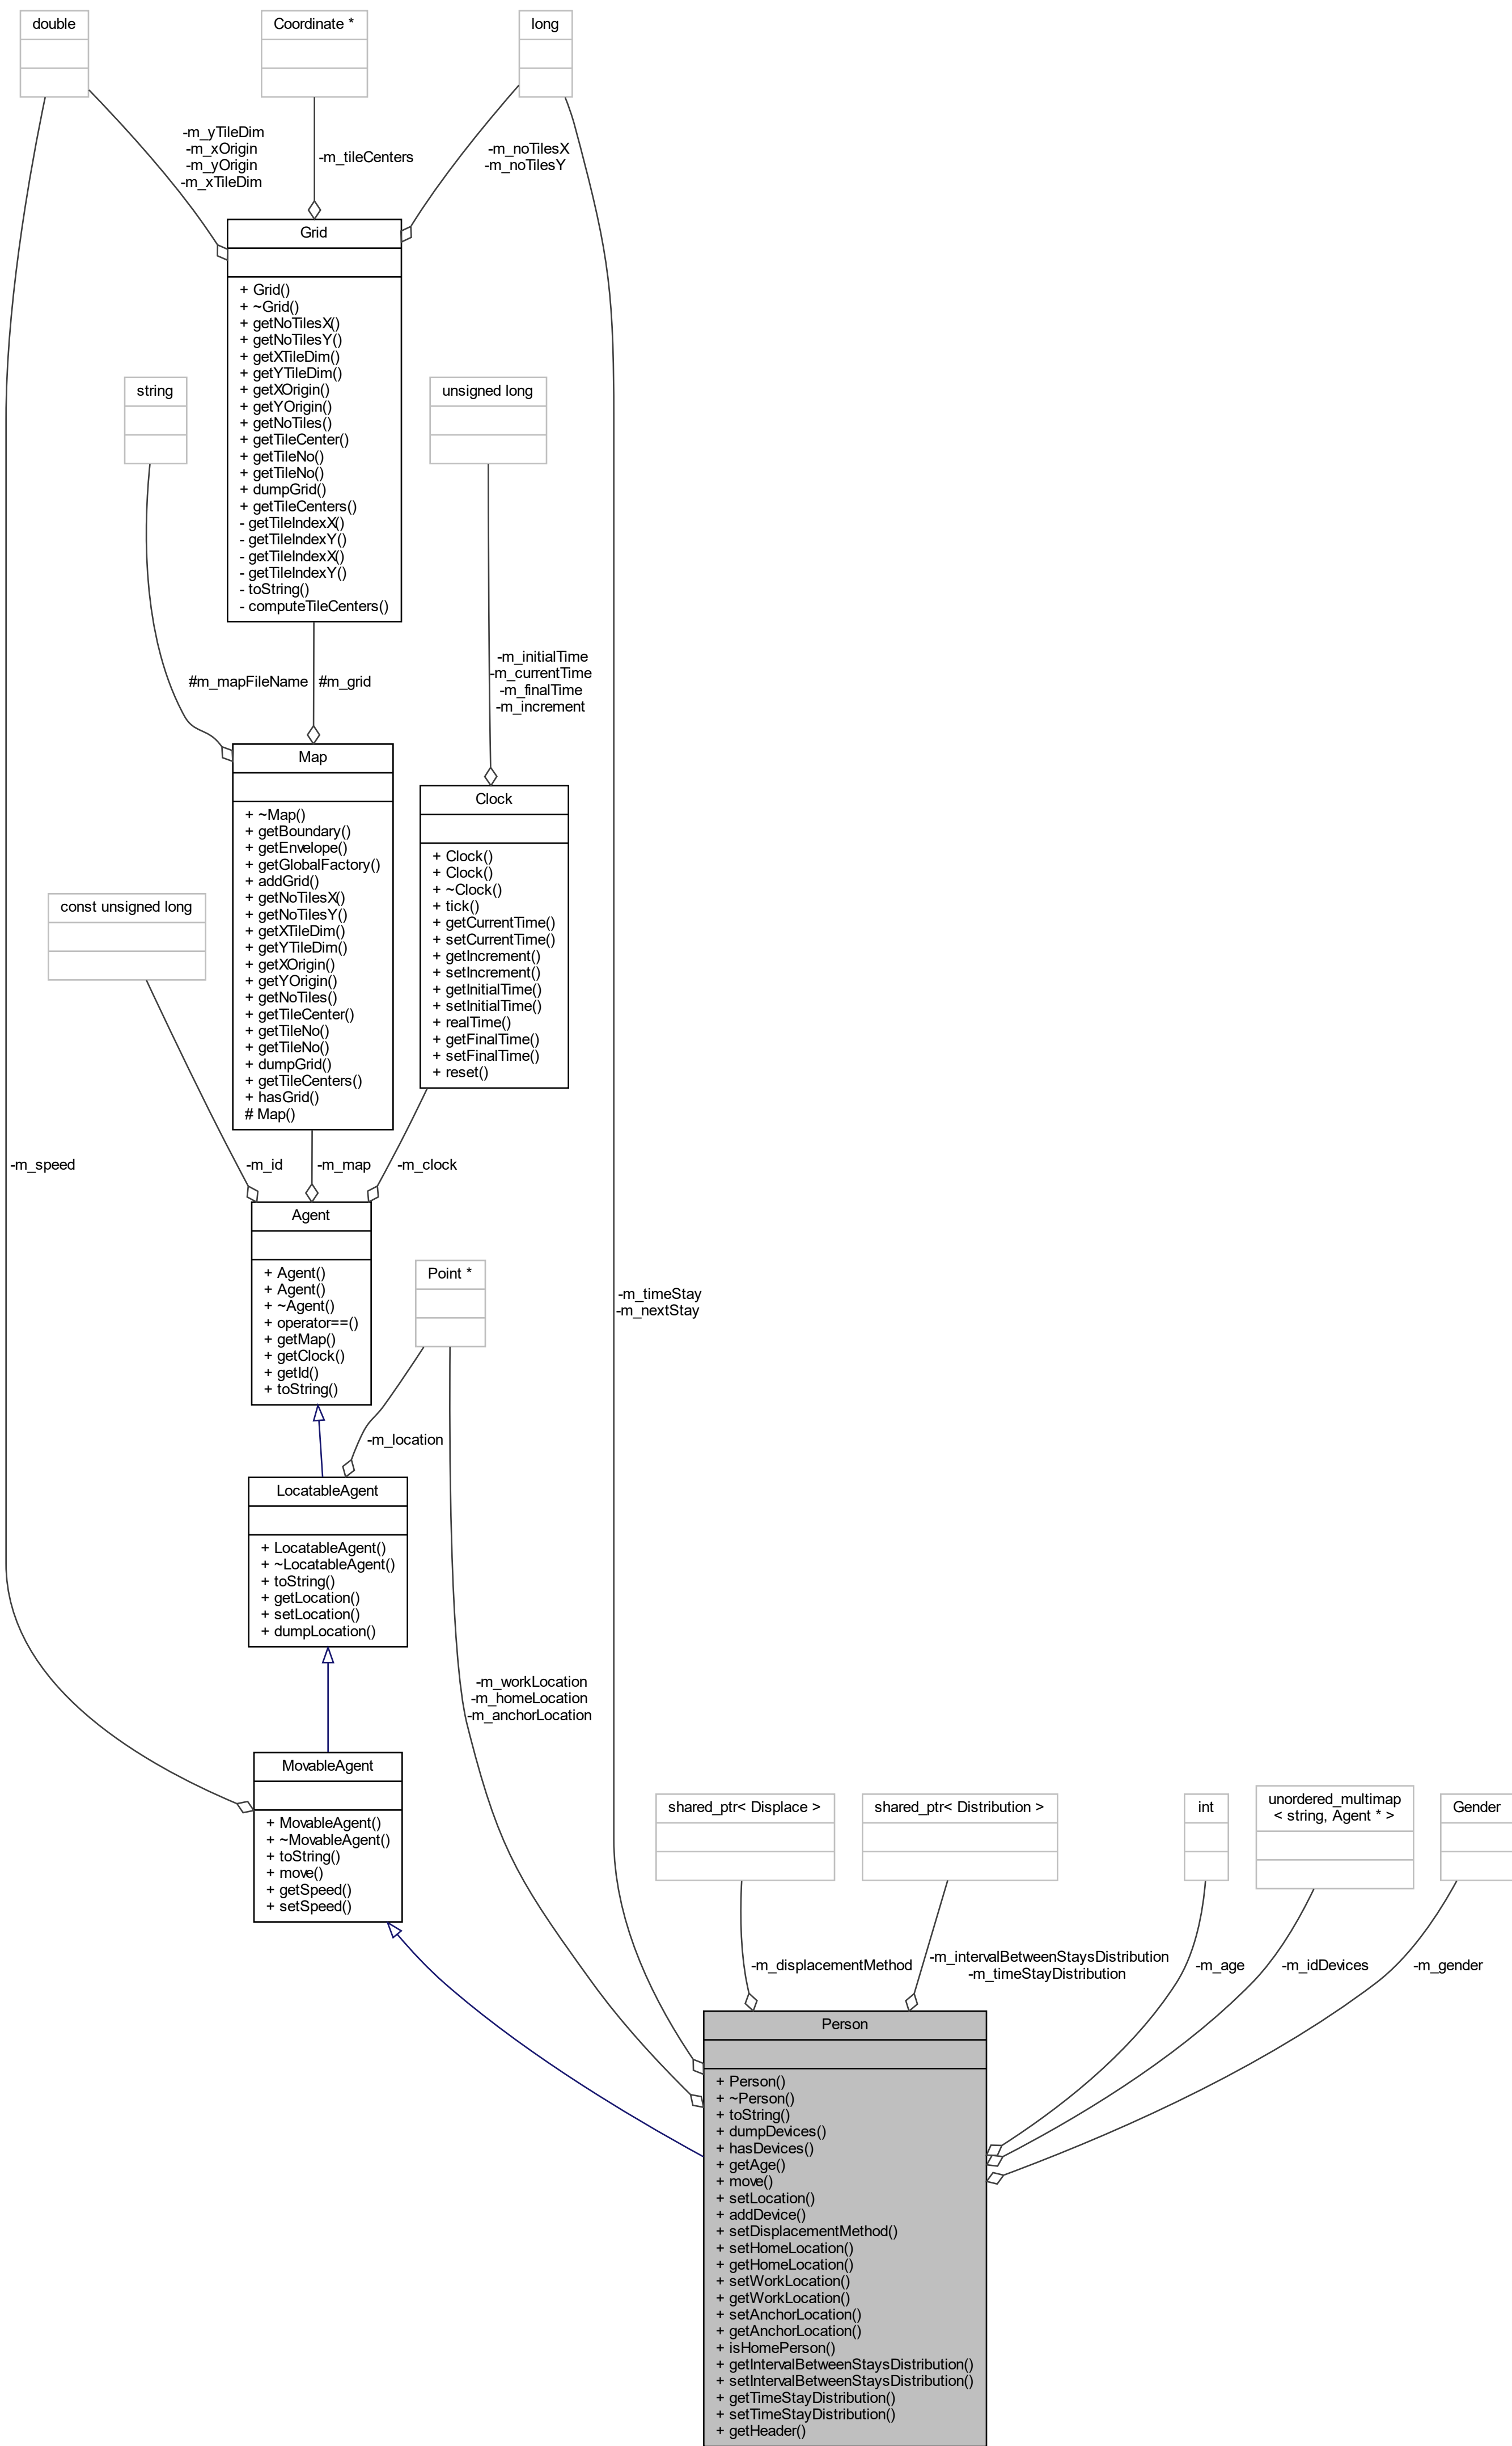 double
Coordinate *
long
-m_yTileDim
-m_xOrigin
-m_yOrigin
-m_xTileDim
-m_tileCenters
-m_noTilesX
-m_noTilesY
Grid
+ Grid()
+ ~Grid()
+ getNoTilesX()
+ getNoTilesY()
+ getXTileDim()
+ getYTileDim()
+ getXOrigin()
+ getYOrigin()
+ getNoTiles()
+ getTileCenter()
+ getTileNo()
+ getTileNo()
+ dumpGrid()
+ getTileCenters()
- getTileIndexX()
- getTileIndexY()
- getTileIndexX()
- getTileIndexY()
- toString()
- computeTileCenters()
string
unsigned long
#m_mapFileName
#m_grid
-m_initialTime
-m_currentTime
-m_finalTime
-m_increment
Map
+ ~Map()
+ getBoundary()
+ getEnvelope()
+ getGlobalFactory()
+ addGrid()
+ getNoTilesX()
+ getNoTilesY()
+ getXTileDim()
+ getYTileDim()
+ getXOrigin()
+ getYOrigin()
+ getNoTiles()
+ getTileCenter()
+ getTileNo()
+ getTileNo()
+ dumpGrid()
+ getTileCenters()
+ hasGrid()
# Map()
Clock
+ Clock()
+ Clock()
+ ~Clock()
+ tick()
+ getCurrentTime()
+ setCurrentTime()
+ getIncrement()
+ setIncrement()
+ getInitialTime()
+ setInitialTime()
+ realTime()
+ getFinalTime()
+ setFinalTime()
+ reset()
const unsigned long
-m_speed
-m_id
-m_map
-m_clock
Agent
+ Agent()
+ Agent()
+ ~Agent()
+ operator==()
+ getMap()
+ getClock()
+ getId()
+ toString()
Point *
-m_timeStay
-m_nextStay
-m_location
LocatableAgent
+ LocatableAgent()
+ ~LocatableAgent()
+ toString()
+ getLocation()
+ setLocation()
+ dumpLocation()
-m_workLocation
-m_homeLocation
-m_anchorLocation
MovableAgent
+ MovableAgent()
+ ~MovableAgent()
+ toString()
+ move()
+ getSpeed()
+ setSpeed()
shared_ptr< Displace >
shared_ptr< Distribution >
int
unordered_multimap
< string, Agent * >
Gender
-m_displacementMethod
-m_intervalBetweenStaysDistribution
-m_timeStayDistribution
-m_age
-m_idDevices
-m_gender
Person
+ Person()
+ ~Person()
+ toString()
+ dumpDevices()
+ hasDevices()
+ getAge()
+ move()
+ setLocation()
+ addDevice()
+ setDisplacementMethod()
+ setHomeLocation()
+ getHomeLocation()
+ setWorkLocation()
+ getWorkLocation()
+ setAnchorLocation()
+ getAnchorLocation()
+ isHomePerson()
+ getIntervalBetweenStaysDistribution()
+ setIntervalBetweenStaysDistribution()
+ getTimeStayDistribution()
+ setTimeStayDistribution()
+ getHeader()